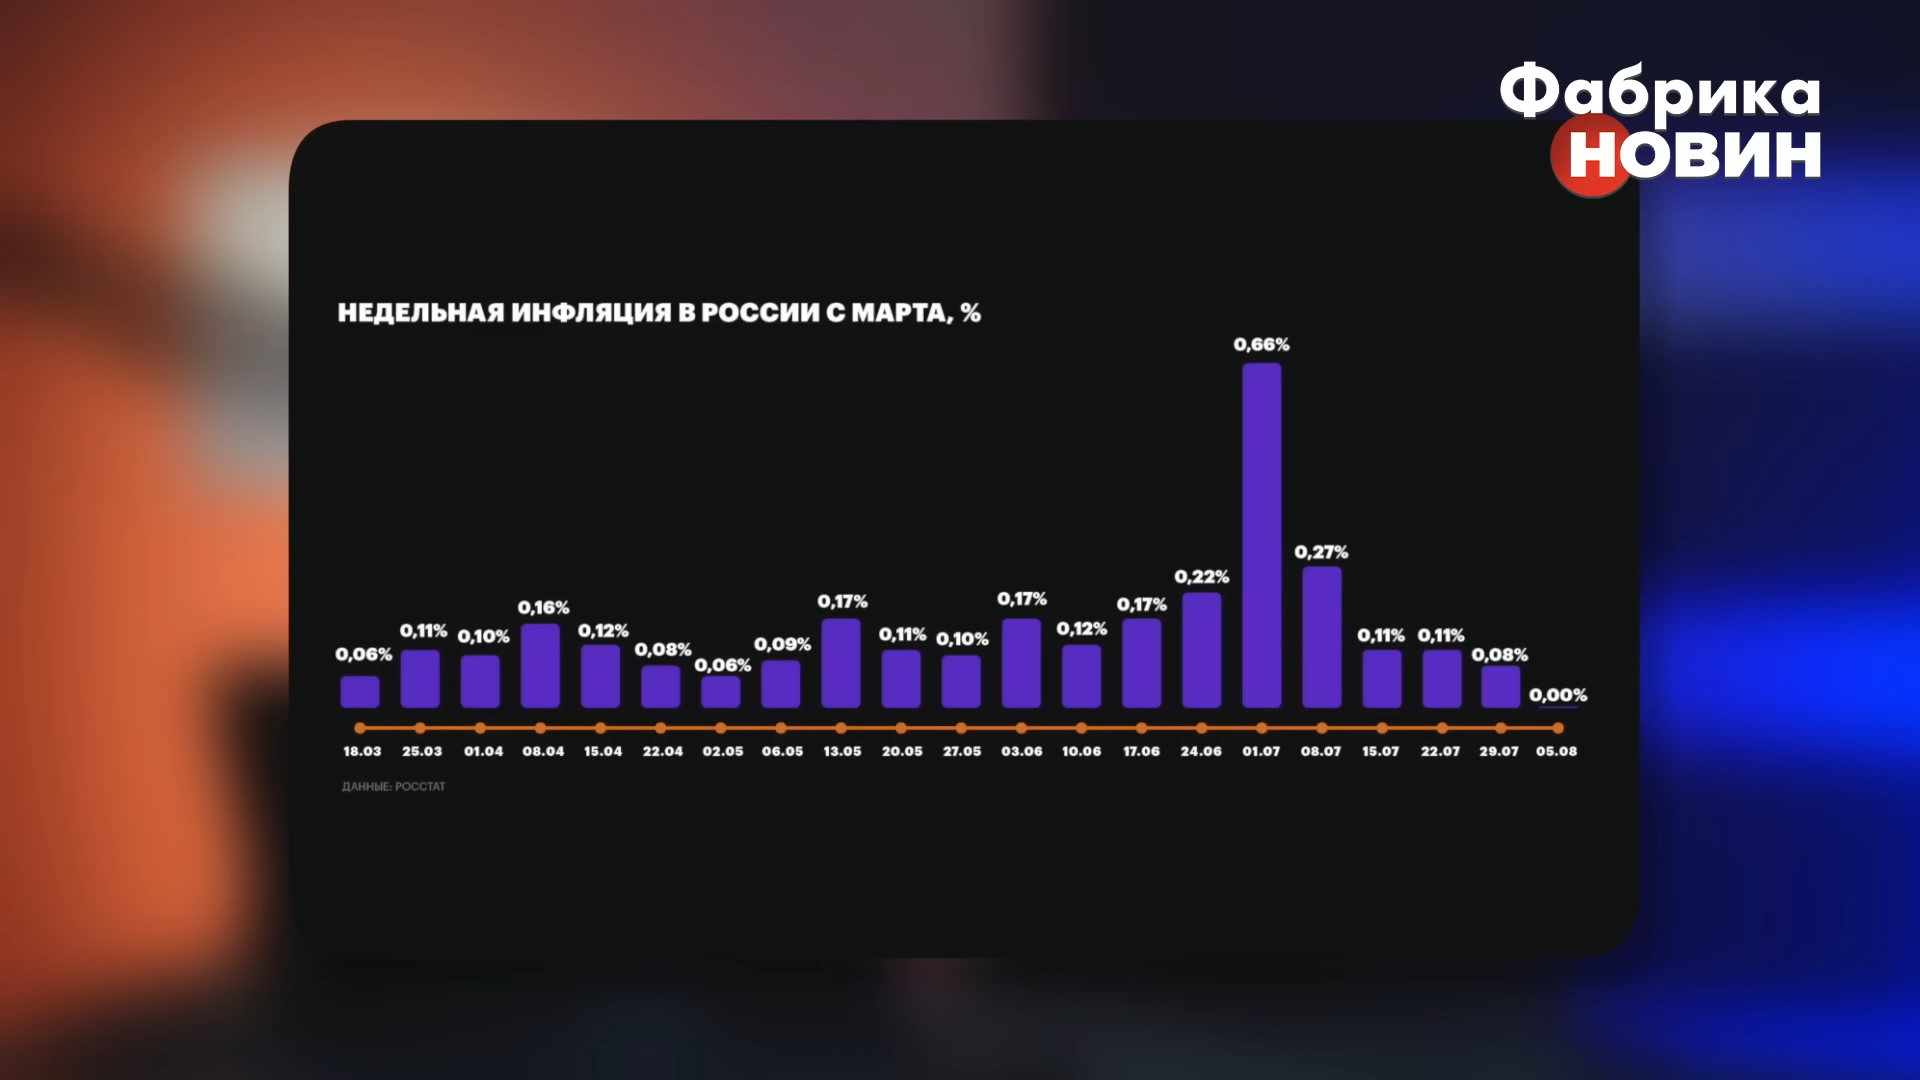 Фабрика
новин
НЕДЕЛЬНАЯ ИНФЛЯЦИЯ В РОССИИ С МАРТА, %
0,06% 0,11% 0,10% 0,16% 0,12% 0,08% 0,06% 0,09% 0,17% 0,11% 0,10% 0,17% 0,12% 0,17% 0,22% 0,66% 0,27% 0,11% 0,11% 0,08% 0,00%
18.03 25.03 01.04 08.04 15.04 22.04 02.05 06.05 13.05 20.05 27.05 03.06 10.06 17.06 24.06 01.07 08.07 15.07 22.07 29.07 05.08
ДАННЫЕ: РОССТАТ